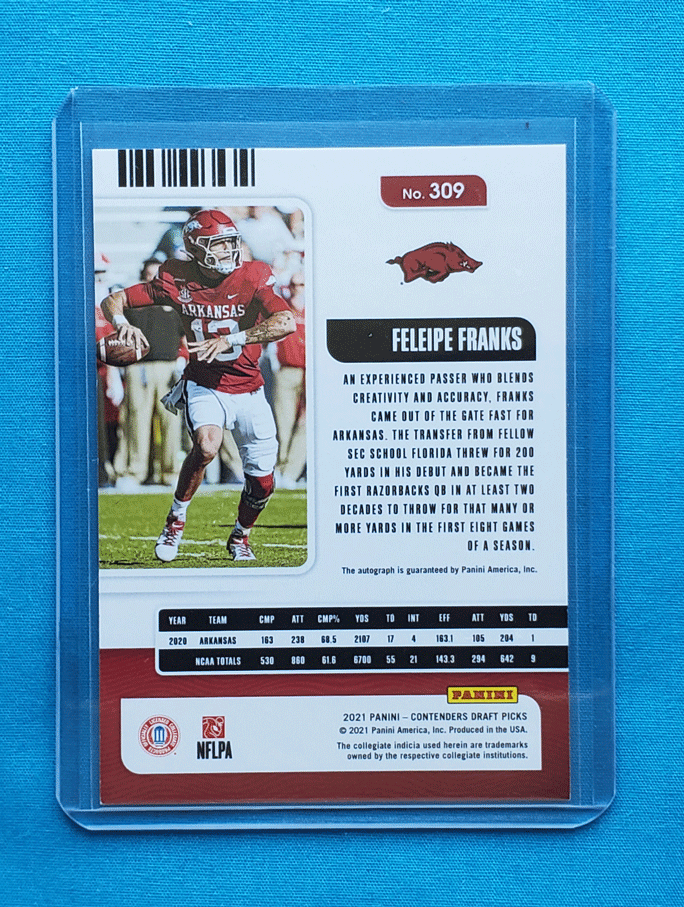 No. 309
ARKANSAS
13
FELEIPE FRANKS
AN EXPERIENCED PASSER WHO BLENDS
CREATIVITY AND ACCURACY, FRANKS
CAME OUT OF THE GATE FAST FOR
ARKANSAS. THE TRANSFER FROM FELLOW
SEC SCHOOL FLORIDA THREW FOR 200
YARDS IN HIS DEBUT AND BECAME THE
FIRST RAZORBACKS QB IN AT LEAST TWO
DECADES TO THROW FOR THAT MANY OR
MORE YARDS IN THE FIRST EIGHT GAMES
OF A SEASON.
The autograph is guaranteed by Panini America, Inc.
YEAR TEAM CMP ATT CMP% YDS TD INT EFF ATT YDS TD
2020 ARKANSAS 163 238 68.5 2107 17 4 163.1 105 204 1
NCAA TOTALS 530 860 61.6 6700 55 21 143.3 294 642 9
PANINI
2021 PANINI – CONTENDERS DRAFT PICKS
© 2021 Panini America, Inc. Produced in the USA.
The collegiate indicia used herein are trademarks
owned by the respective collegiate institutions.
OFFICIALLY LICENSED COLLEGIATE PRODUCTS
NFLPA